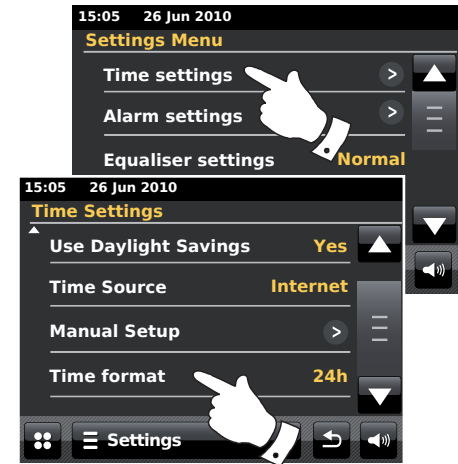 15:05 26 Jun 2010
Settings Menu
Time settings >
Alarm settings >
Equaliser settings Normal
15:05 26 Jun 2010
Time Settings
Use Daylight Savings Yes
Time Source Internet
Manual Setup >
Time format 24h
Settings